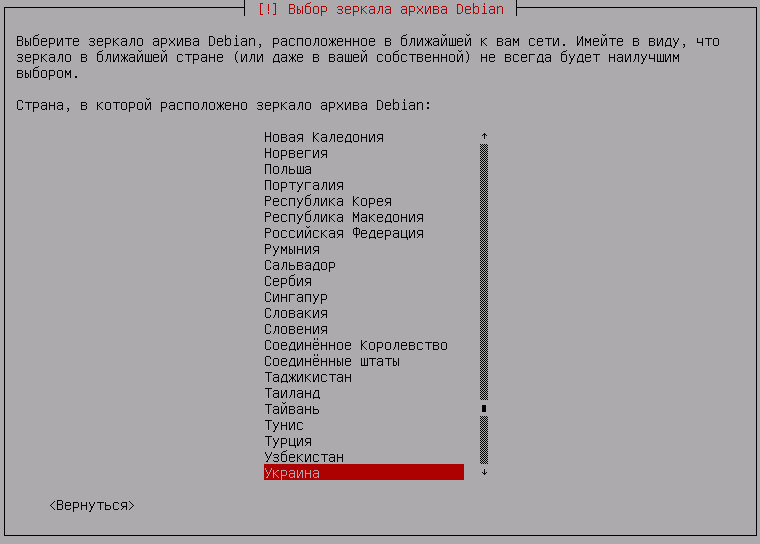 [!] Выбор зеркала архива Debian
Выберите зеркало архива Debian, расположенное в ближайшей к вам сети. Имейте в виду, что
зеркало в ближайшей стране (или даже в вашей собственной) не всегда будет наилучшим
выбором.
Страна, в которой расположено зеркало архива Debian:
Новая Каледония
Норвегия
Польша
Португалия
Республика Корея
Республика Македония
Российская Федерация
Румыния
Сальвадор
Сербия
Сингапур
Словакия
Словения
Соединённое Королевство
Соединённые штаты
Таджикистан
Таиланд
Тайвань
Тунис
Турция
Узбекистан
Украина
<Вернуться>